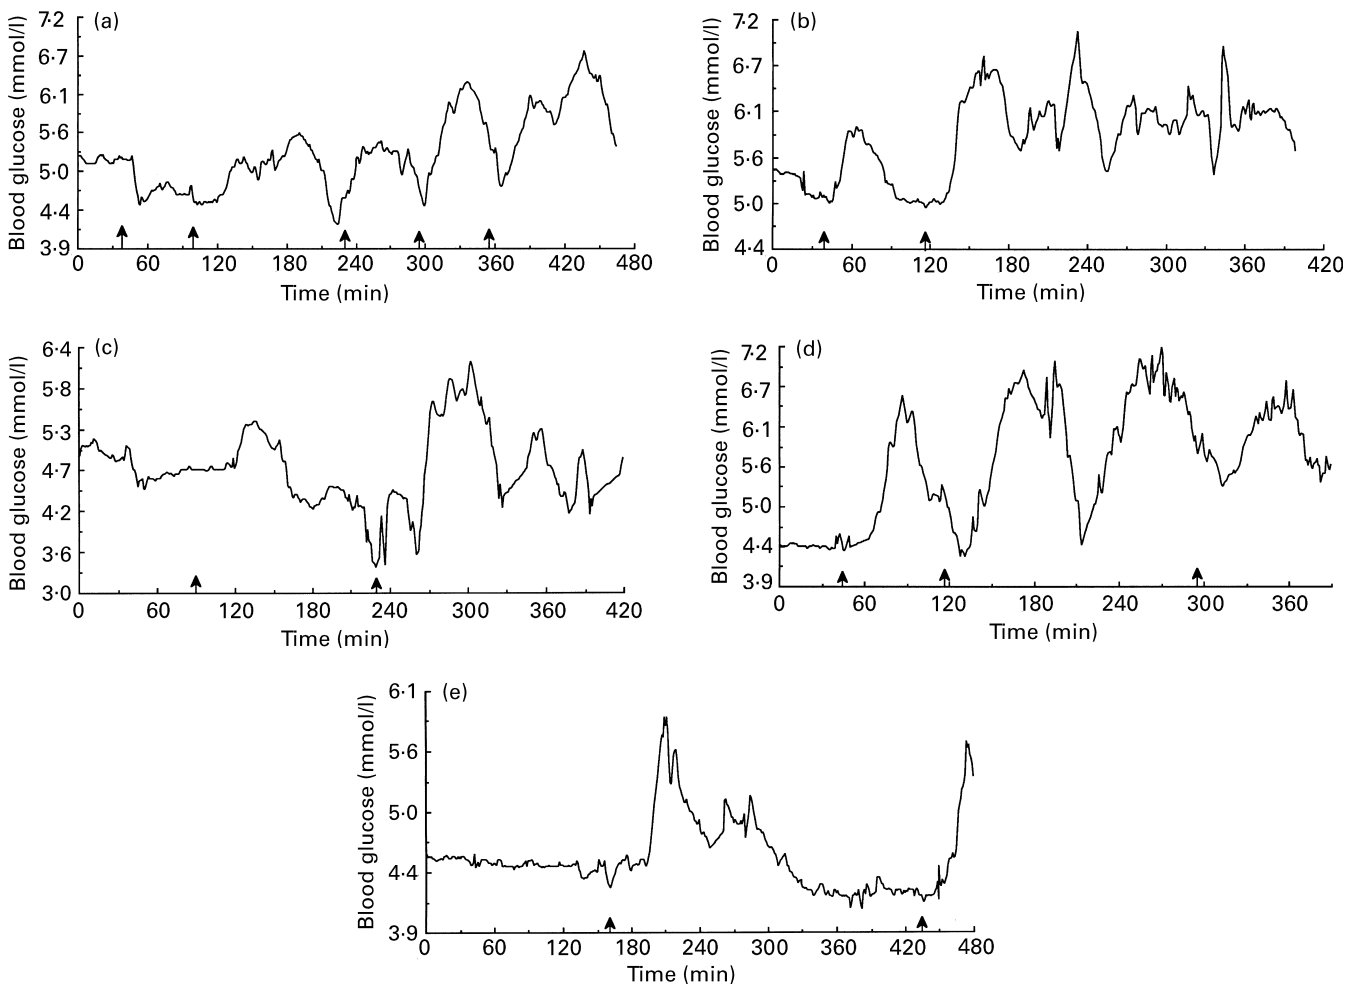 (a)
Blood glucose (mmol/l)
7·2
6·7
6·1
5·6
5·0
4·4
3·9
0 60 120 180 240 300 360 420 480
Time (min)
(b)
Blood glucose (mmol/l)
7·2
6·7
6·1
5·6
5·0
4·4
0 60 120 180 240 300 360 420
Time (min)
(c)
Blood glucose (mmol/l)
6·4
5·8
5·3
4·7
4·2
3·6
3·0
0 60 120 180 240 300 360 420
Time (min)
(d)
Blood glucose (mmol/l)
7·2
6·7
6·1
5·6
5·0
4·4
3·9
0 60 120 180 240 300 360
Time (min)
(e)
Blood glucose (mmol/l)
6·1
5·6
5·0
4·4
3·9
0 60 120 180 240 300 360 420 480
Time (min)